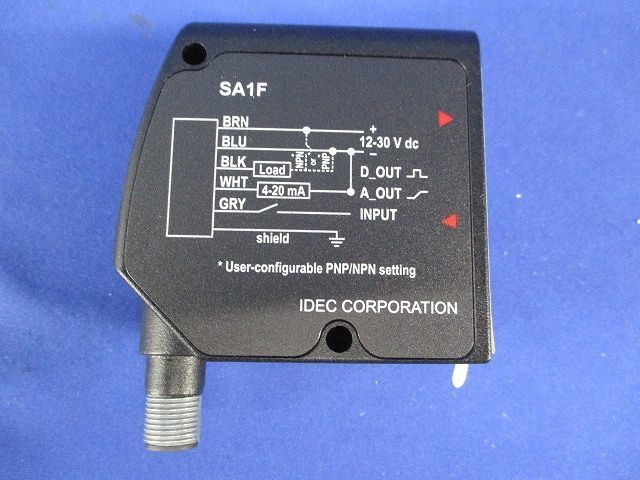 SA1F
BRN +
12-30 V dc
BLU −
NPN or PNP *
BLK Load D_OUT
WHT 4-20 mA A_OUT
GRY INPUT
shield
* User-configurable PNP/NPN setting
IDEC CORPORATION